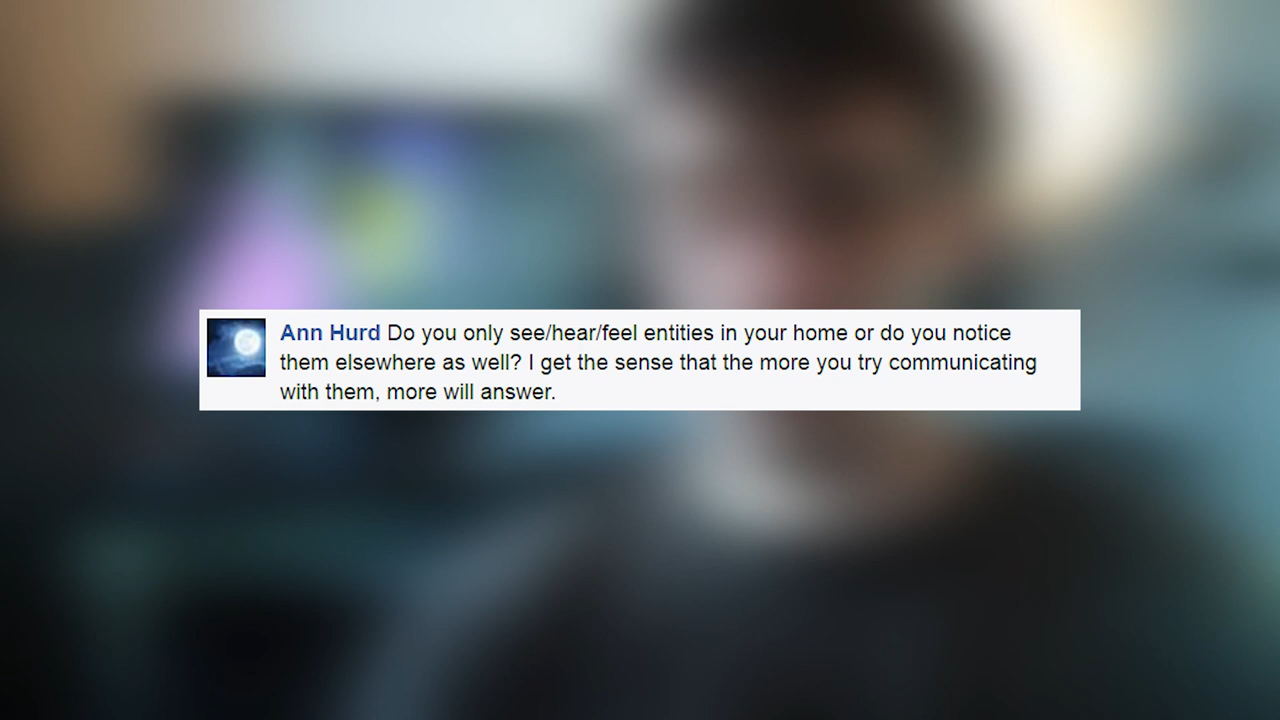 Ann Hurd Do you only see/hear/feel entities in your home or do you notice
them elsewhere as well? I get the sense that the more you try communicating
with them, more will answer.